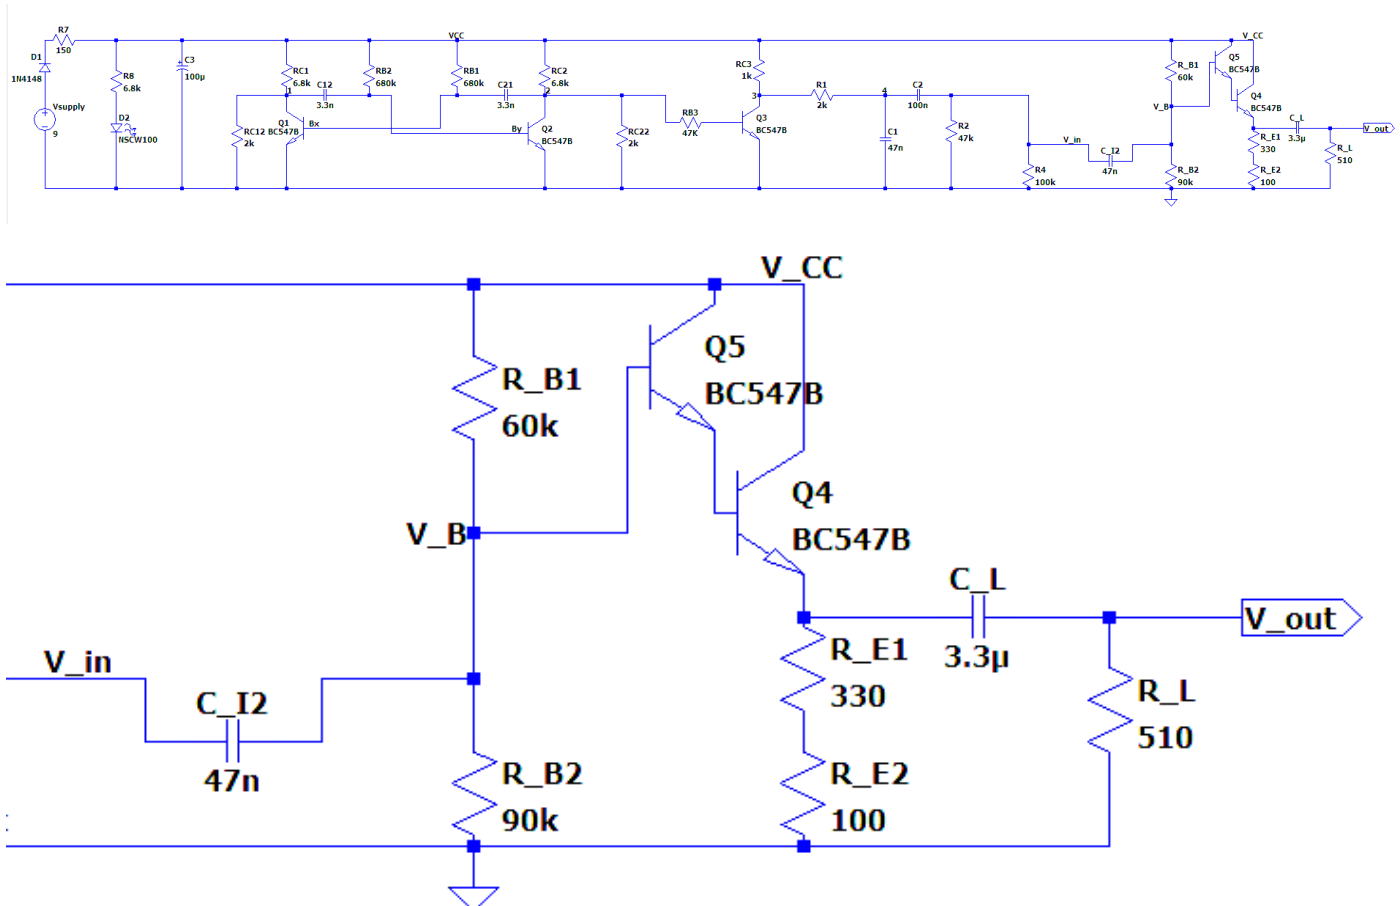 R7
150
D1
1N4148
Vsupply
9
R8
6.8k
D2
NSCW100
C3
100µ
RC1
6.8k
1
C12
3.3n
RB2
680k
RC12
2k
Q1
BC547B
Bx
VCC
RB1
680k
C21
3.3n
RC2
6.8k
2
By
Q2
BC547B
RC22
2k
RB3
47K
RC3
1k
3
Q3
BC547B
R1
2k
4
C1
47n
C2
100n
R2
47k
R4
100k
V_in
C_I2
47n
R_B1
60k
V_B
R_B2
90k
V_CC
Q5
BC547B
Q4
BC547B
R_E1
330
R_E2
100
C_L
3.3µ
R_L
510
V_out
V_CC
Q5
BC547B
R_B1
60k
Q4
BC547B
V_B
C_L
3.3µ
V_out
V_in
C_I2
47n
R_E1
330
R_L
510
R_B2
90k
R_E2
100